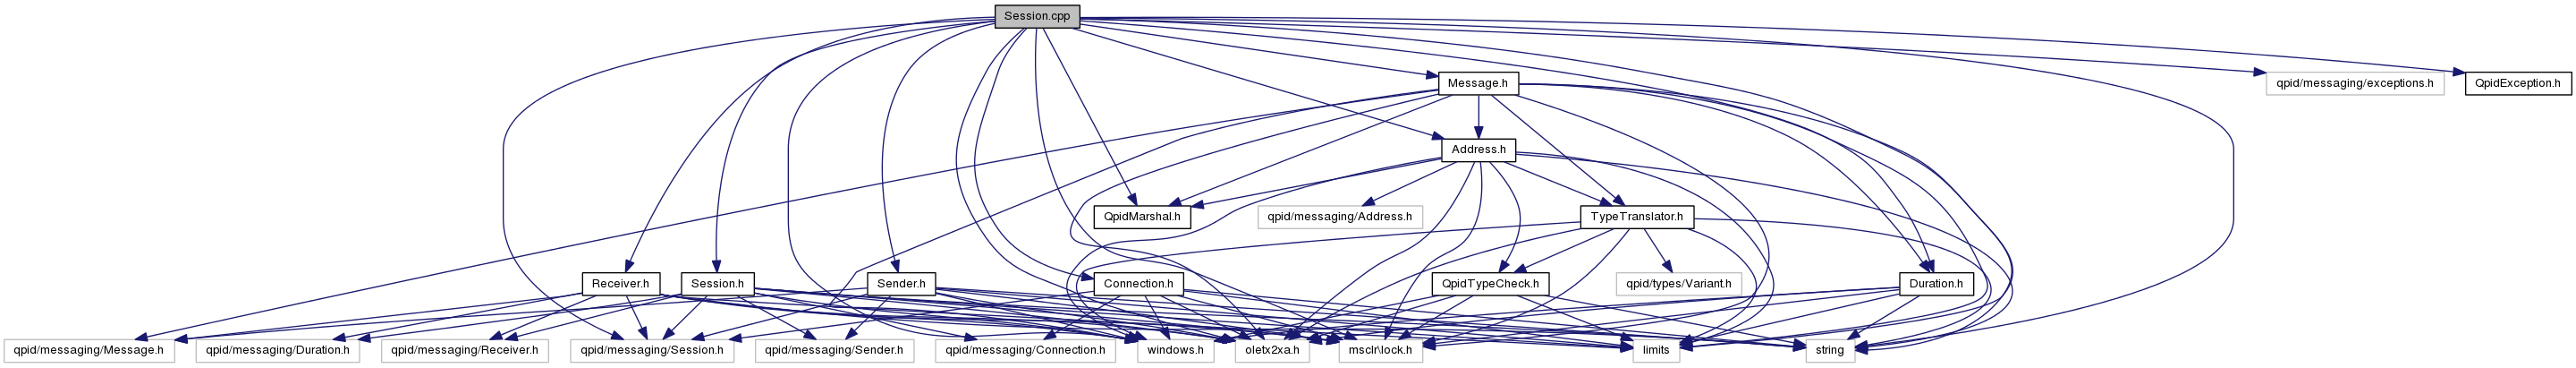 Session.cpp
Message.h
qpid/messaging/exceptions.h
QpidException.h
Address.h
QpidMarshal.h
qpid/messaging/Address.h
TypeTranslator.h
Receiver.h
Session.h
Sender.h
Connection.h
QpidTypeCheck.h
qpid/types/Variant.h
Duration.h
qpid/messaging/Message.h
qpid/messaging/Duration.h
qpid/messaging/Receiver.h
qpid/messaging/Session.h
qpid/messaging/Sender.h
qpid/messaging/Connection.h
windows.h
oletx2xa.h
msclr\lock.h
limits
string